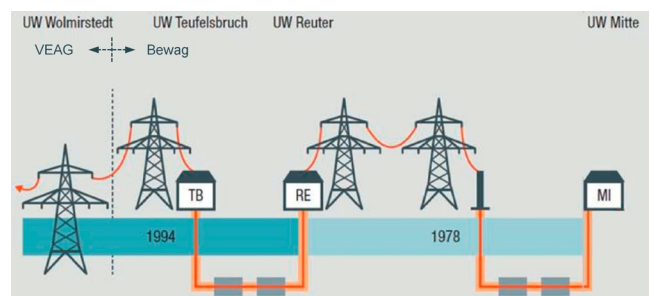 UW Wolmirstedt UW Teufelsbruch UW Reuter UW Mitte
VEAG Bewag
TB RE MI
1994 1978